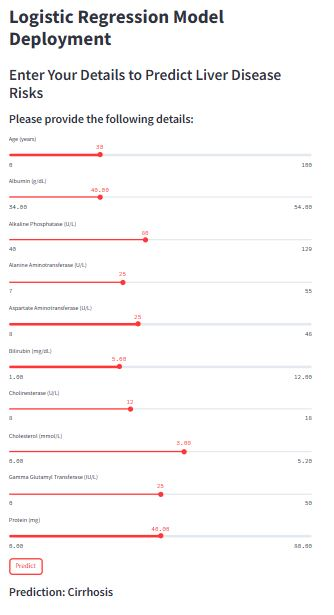 Logistic Regression Model
Deployment
Enter Your Details to Predict Liver Disease
Risks
Please provide the following details:
Age (years)
30
0
100
Albumin (g/dL)
40.00
34.00
54.00
Alkaline Phosphatase (U/L)
40
129
Alanine Aminotransferase (U/L)
25
7
55
Aspartate Aminotransferase (U/L)
25
8
48
Bilirubin (mg/dL)
5.00
1.00
12.00
Cholinesterase (U/L)
12
8
18
Cholesterol (mmol/L)
3.00
0.00
5.20
Gamma Glutamyl Transferase (IU/L)
25
0
50
Protein (mg)
40.00
0.00
80.00
Predict
Prediction: Cirrhosis